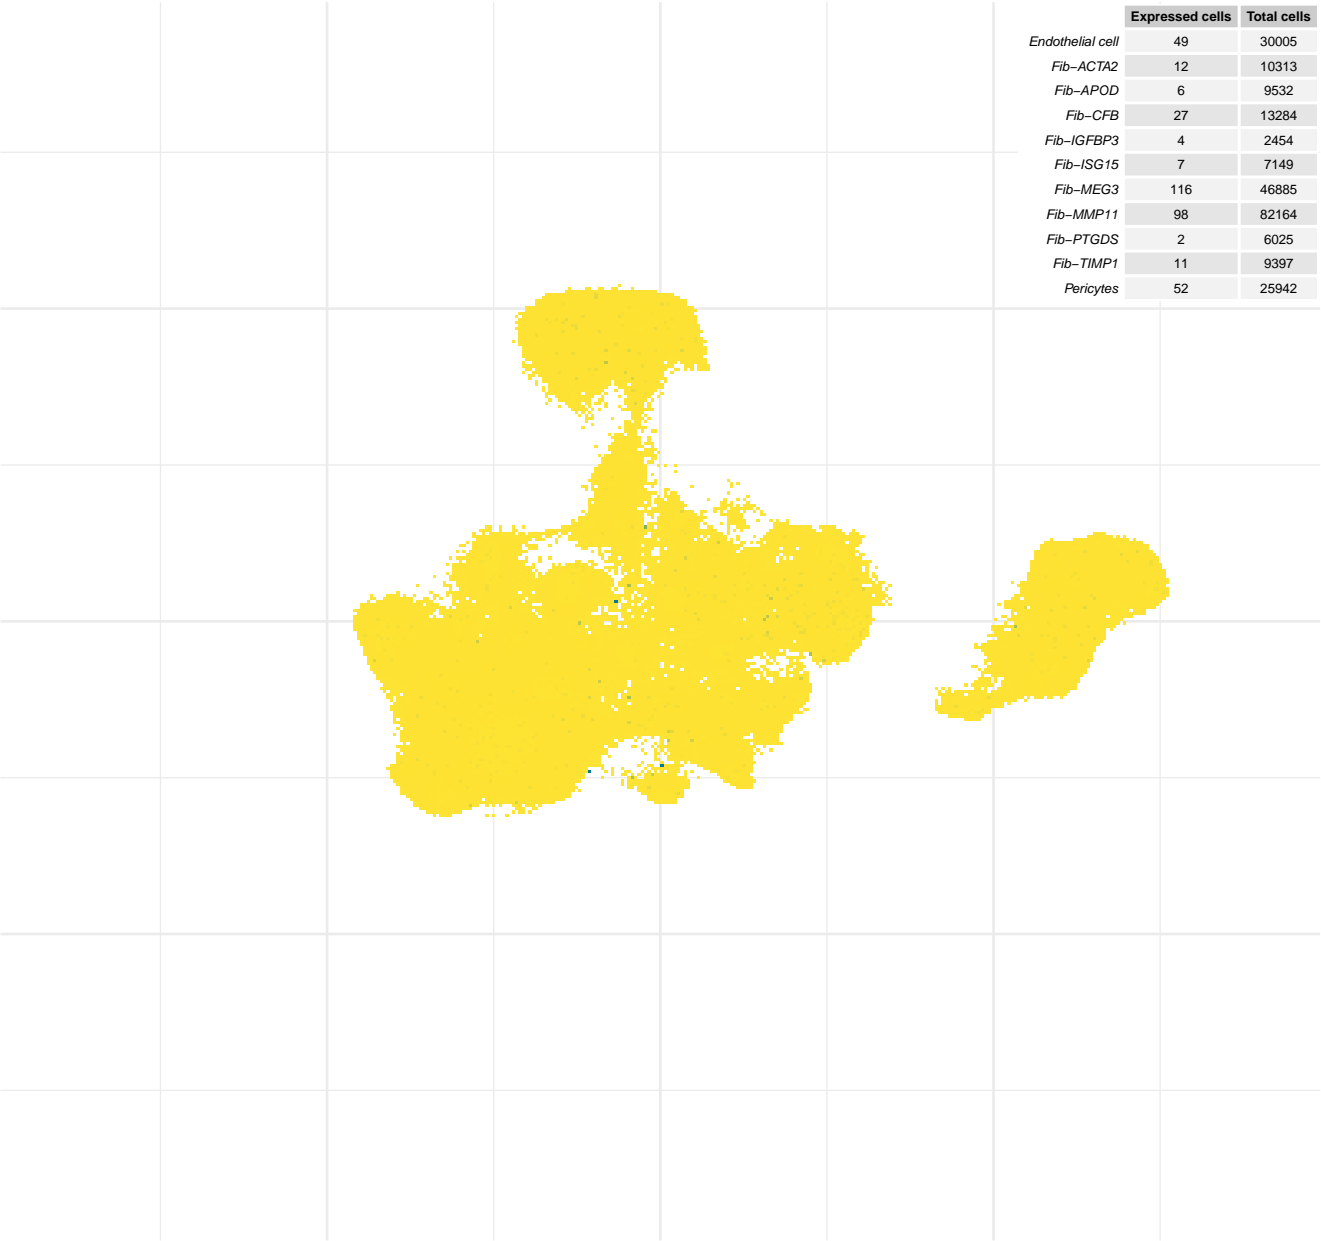 Expressed cells Total cells
Endothelial cell 49 30005
Fib−ACTA2 12 10313
Fib−APOD 6 9532
Fib−CFB 27 13284
Fib−IGFBP3 4 2454
Fib−ISG15 7 7149
Fib−MEG3 116 46885
Fib−MMP11 98 82164
Fib−PTGDS 2 6025
Fib−TIMP1 11 9397
Pericytes 52 25942